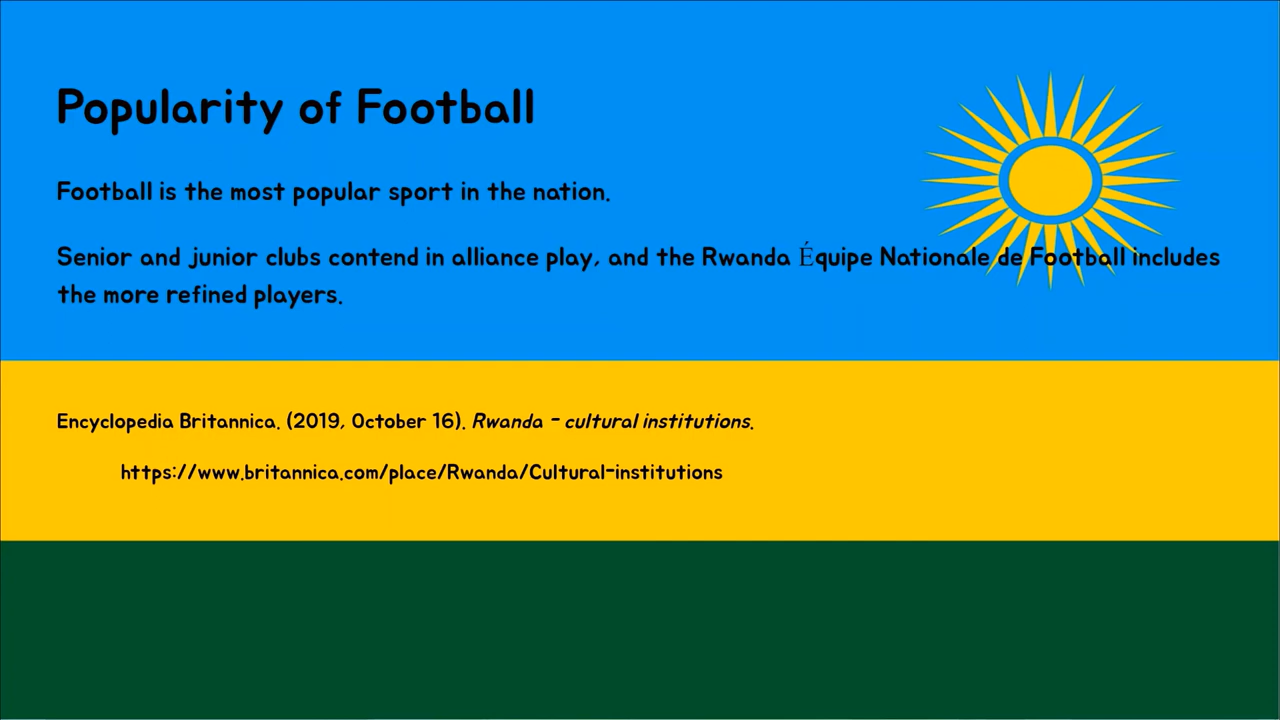 Popularity of Football
Football is the most popular sport in the nation.
Senior and junior clubs contend in alliance play, and the Rwanda Équipe Nationale de Football includes
the more refined players.
Encyclopedia Britannica. (2019, October 16). Rwanda - cultural institutions.
https://www.britannica.com/place/Rwanda/Cultural-institutions